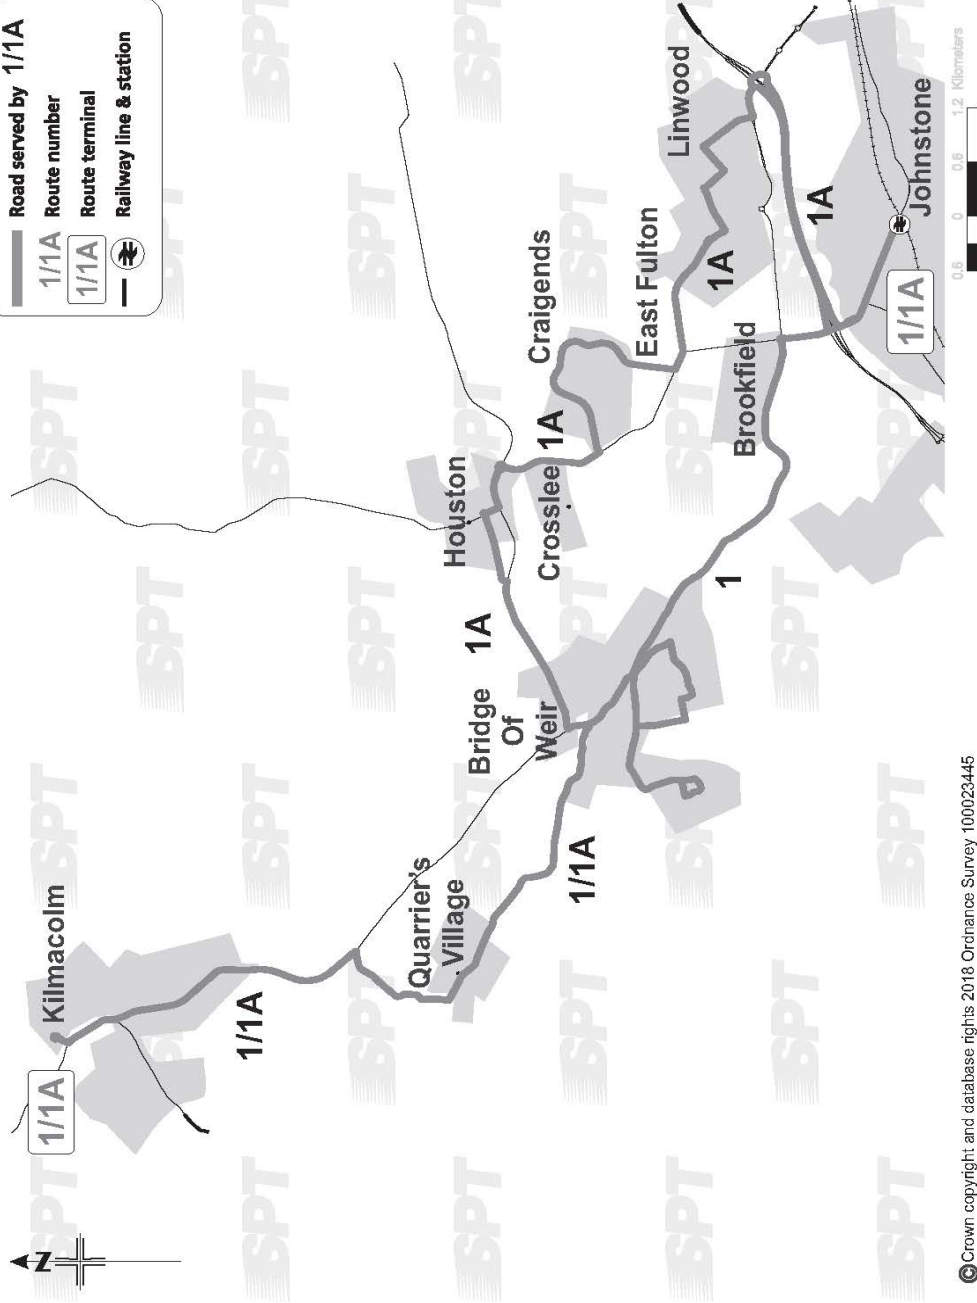 Road served by 1/1A
1/1A Route number
1/1A Route terminal
Railway line & station
N
SPT
1/1A
Kilmacolm
1/1A
Quarrier's
Village
1/1A
Bridge
Of
Weir
1A
Houston
Crosslee
1A
Craigends
East Fulton
1A
Linwood
1A
1
Brookfield
Johnstone
1/1A
0.6 0 0.6 1.2 Kilometers
©Crown copyright and database rights 2018 Ordnance Survey 100023445